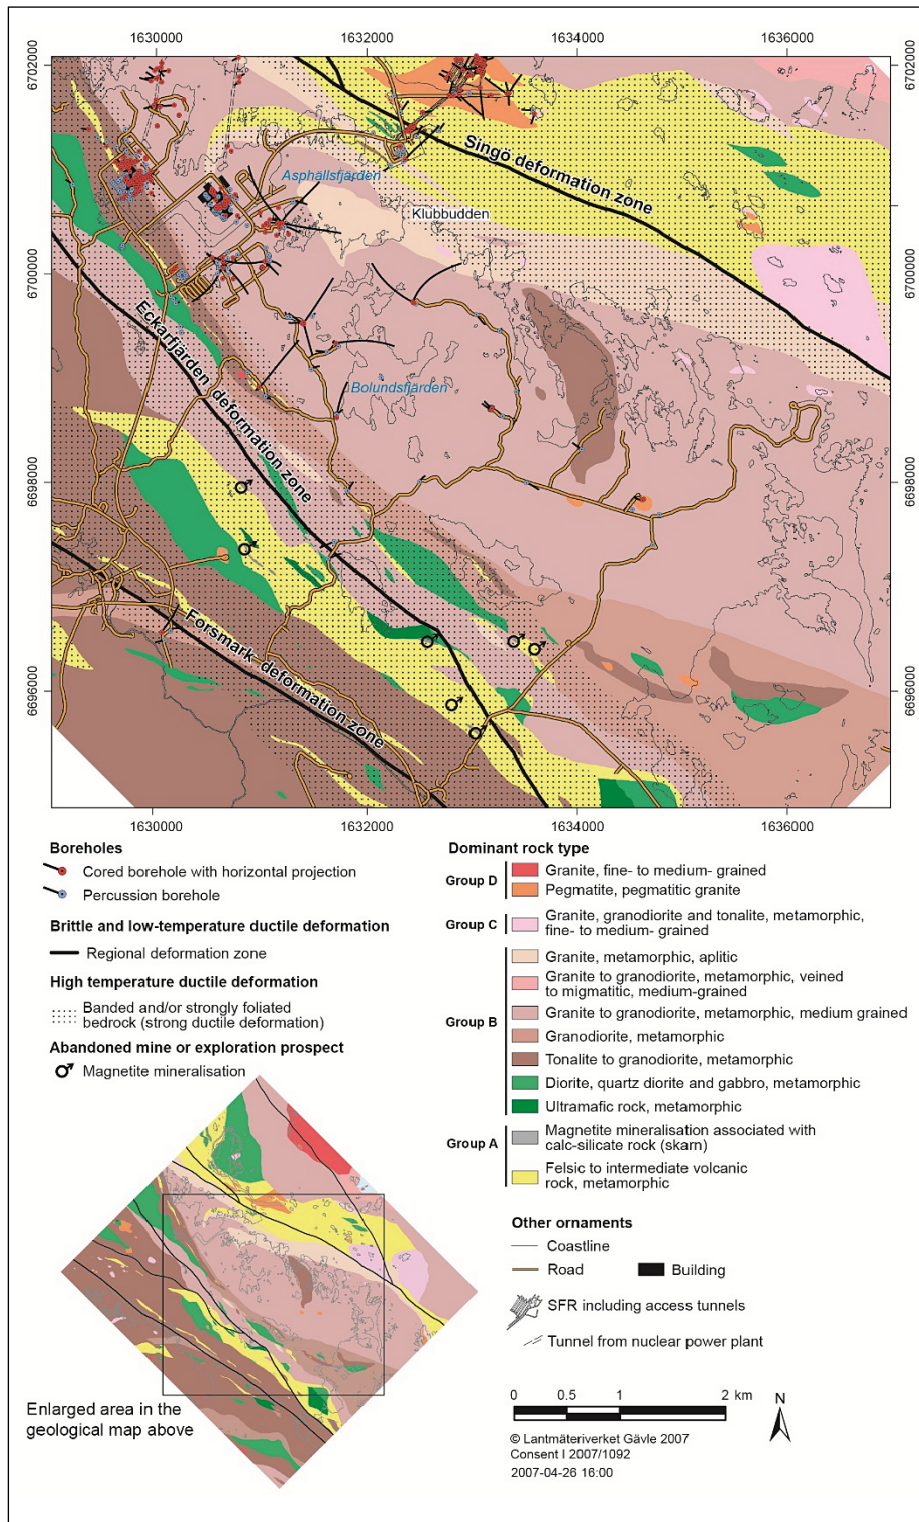 1630000 1632000 1634000 1636000
6702000
6700000
6698000
6696000
Asphällsfjärden
Singö deformation zone
Klubbudden
Eckarfjärden deformation zone
Bolundsfjärden
Forsmark deformation zone
1630000 1632000 1634000 1636000
Boreholes
Cored borehole with horizontal projection
Percussion borehole
Brittle and low-temperature ductile deformation
Regional deformation zone
High temperature ductile deformation
Banded and/or strongly foliated
bedrock (strong ductile deformation)
Abandoned mine or exploration prospect
Magnetite mineralisation
Dominant rock type
Group D
Granite, fine- to medium- grained
Pegmatite, pegmatitic granite
Group C
Granite, granodiorite and tonalite, metamorphic,
fine- to medium- grained
Group B
Granite, metamorphic, aplitic
Granite to granodiorite, metamorphic, veined
to migmatitic, medium-grained
Granite to granodiorite, metamorphic, medium grained
Granodiorite, metamorphic
Tonalite to granodiorite, metamorphic
Diorite, quartz diorite and gabbro, metamorphic
Ultramafic rock, metamorphic
Group A
Magnetite mineralisation associated with
calc-silicate rock (skarn)
Felsic to intermediate volcanic
rock, metamorphic
Other ornaments
Coastline
Road
Building
SFR including access tunnels
Tunnel from nuclear power plant
Enlarged area in the
geological map above
0 0.5 1 2 km
N
© Lantmäteriverket Gävle 2007
Consent I 2007/1092
2007-04-26 16:00